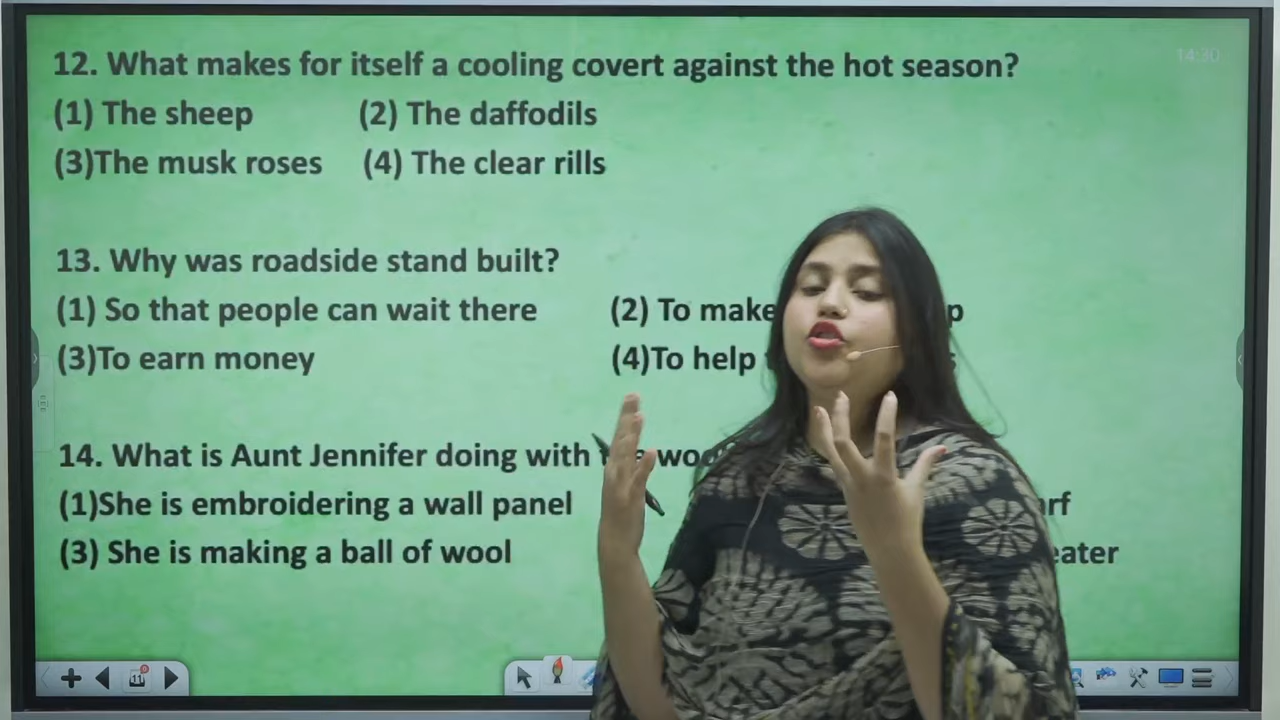 14:30
12. What makes for itself a cooling covert against the hot season?
(1) The sheep (2) The daffodils
(3)The musk roses (4) The clear rills
13. Why was roadside stand built?
(1) So that people can wait there (2) To make
(3)To earn money (4)To help
14. What is Aunt Jennifer doing with
(1)She is embroidering a wall panel
(3) She is making a ball of wool
11